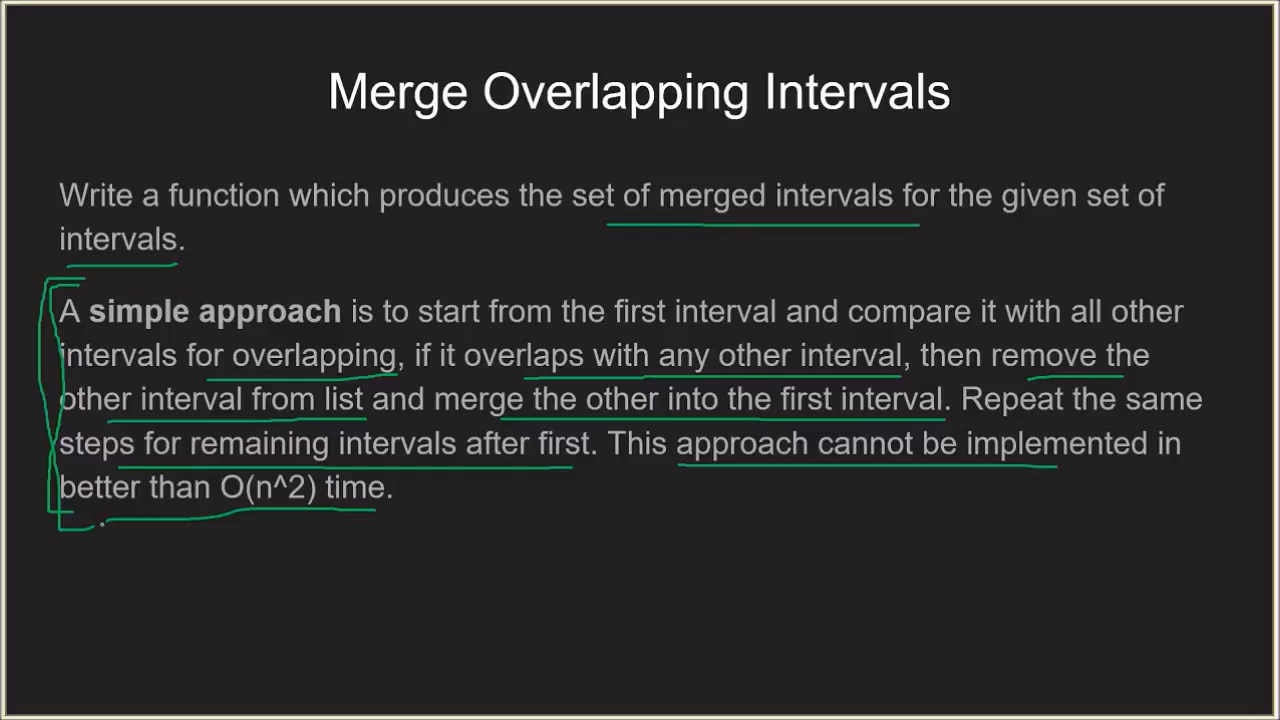 Merge Overlapping Intervals
Write a function which produces the set of merged intervals for the given set of
intervals.
A simple approach is to start from the first interval and compare it with all other
intervals for overlapping, if it overlaps with any other interval, then remove the
other interval from list and merge the other into the first interval. Repeat the same
steps for remaining intervals after first. This approach cannot be implemented in
better than O(n^2) time.